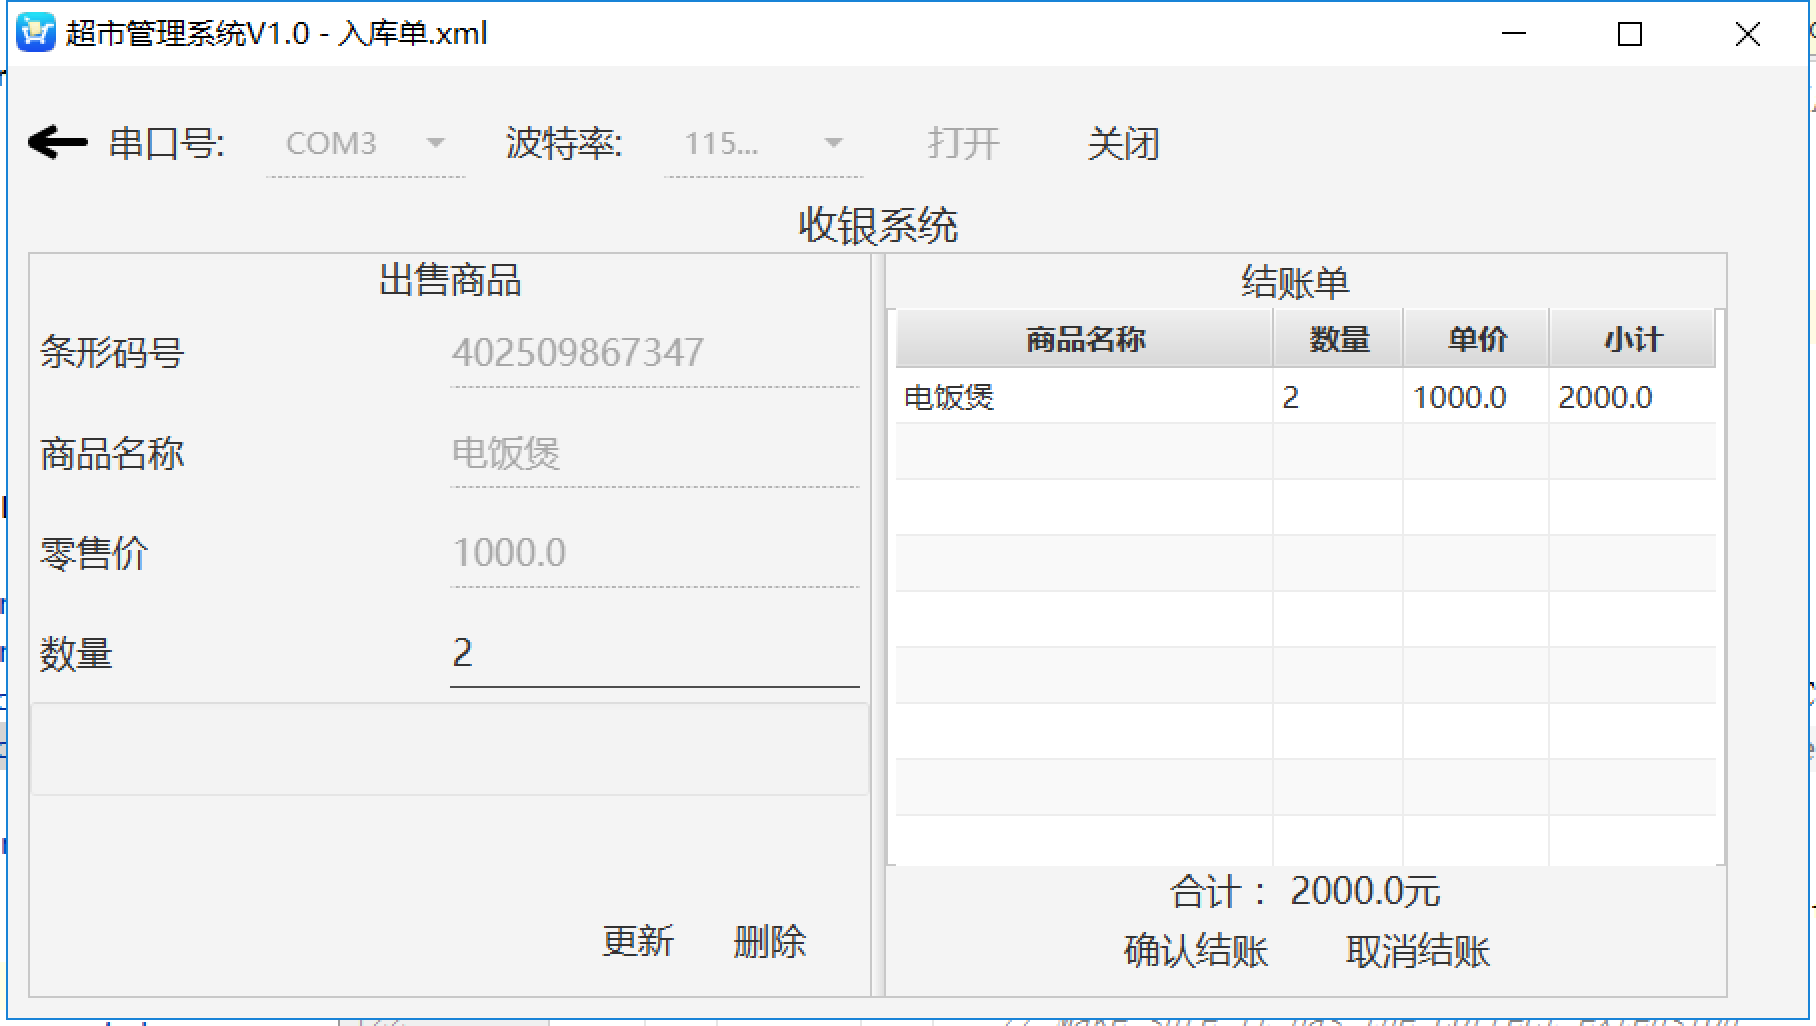 超市管理系统V1.0 - 入库单.xml
串口号: COM3 波特率: 115... 打开 关闭
收银系统
出售商品
条形码号 402509867347
商品名称 电饭煲
零售价 1000.0
数量 2
更新 删除
结账单
商品名称 数量 单价 小计
电饭煲 2 1000.0 2000.0
合计： 2000.0元
确认结账 取消结账